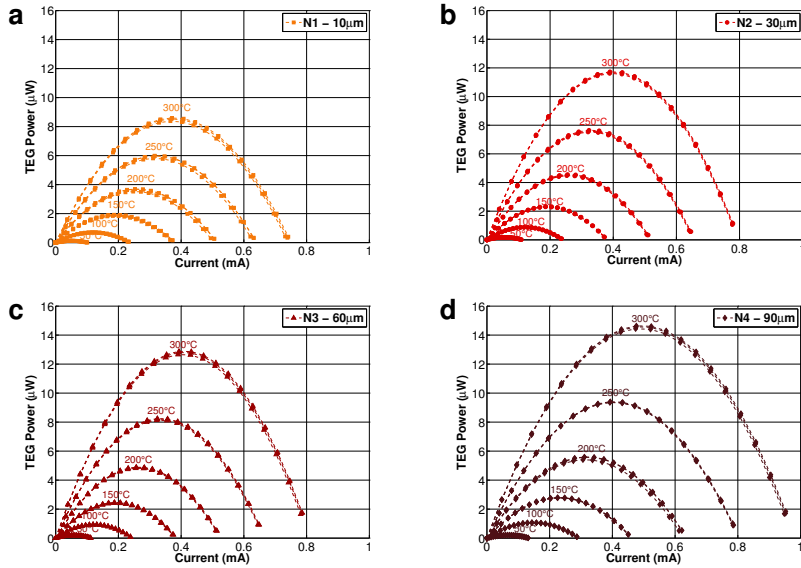 a
N1 – 10μm
TEG Power (μW)
16
14
12
10
8
6
4
2
0
300°C
250°C
200°C
150°C
100°C
50°C
0 0.2 0.4 0.6 0.8 1
Current (mA)
b
N2 – 30μm
TEG Power (μW)
16
14
12
10
8
6
4
2
0
300°C
250°C
200°C
150°C
100°C
50°C
0 0.2 0.4 0.6 0.8 1
Current (mA)
c
N3 – 60μm
TEG Power (μW)
16
14
12
10
8
6
4
2
0
300°C
250°C
200°C
150°C
100°C
50°C
0 0.2 0.4 0.6 0.8 1
Current (mA)
d
N4 – 90μm
TEG Power (μW)
16
14
12
10
8
6
4
2
0
300°C
250°C
200°C
150°C
100°C
50°C
0 0.2 0.4 0.6 0.8 1
Current (mA)